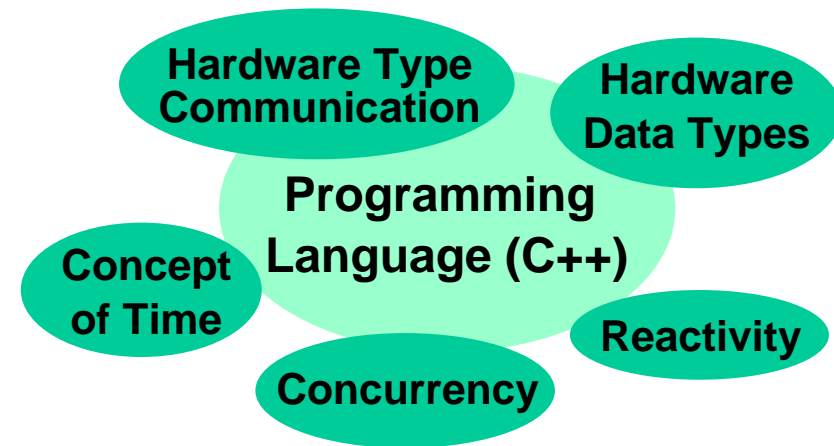 Hardware Type
Communication
Hardware
Data Types
Programming
Language (C++)
Concept
of Time
Reactivity
Concurrency